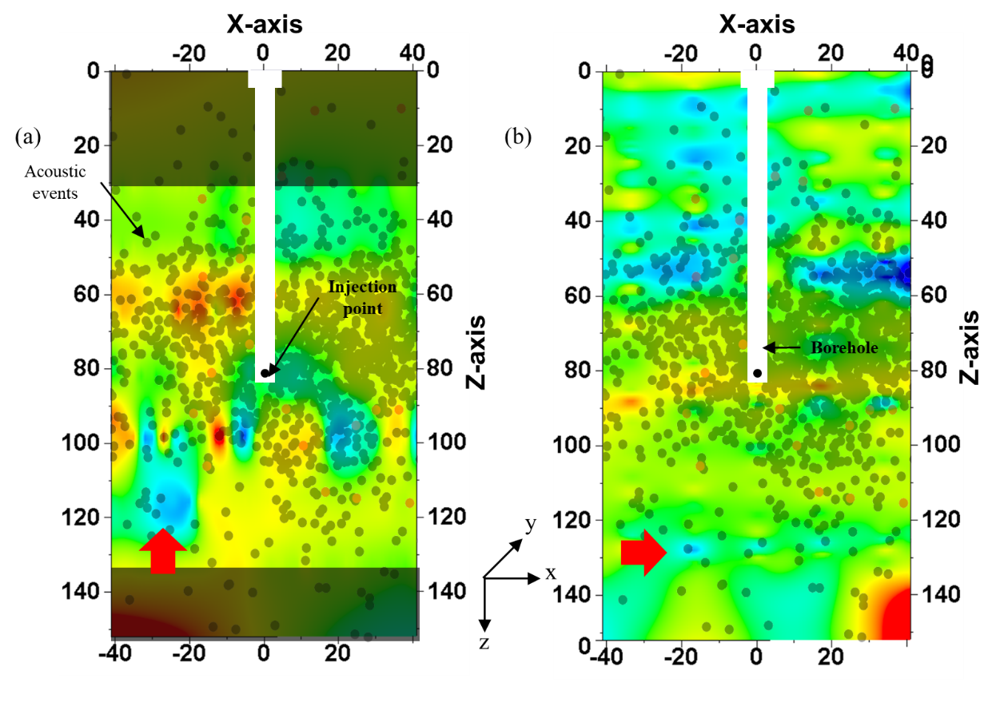 X-axis
-20 0 20 40
0 0
(a)
20 20
Acoustic
events
40 40
Injection
point
60 60
Z-axis
80 80
100 100
120 120
140 140
-40 -20 0 20
y
x
z
X-axis
-20 0 20 40
0 0
(b)
20 20
40 40
60 60
Z-axis
Borehole
80 80
100 100
120 120
140 140
0
-40 -20 0 20